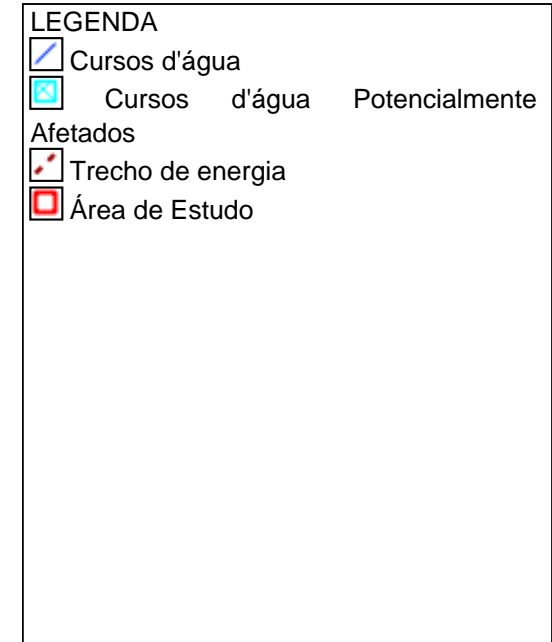 LEGENDA
Cursos d'água
Cursos d'água Potencialmente
Afetados
Trecho de energia
Área de Estudo